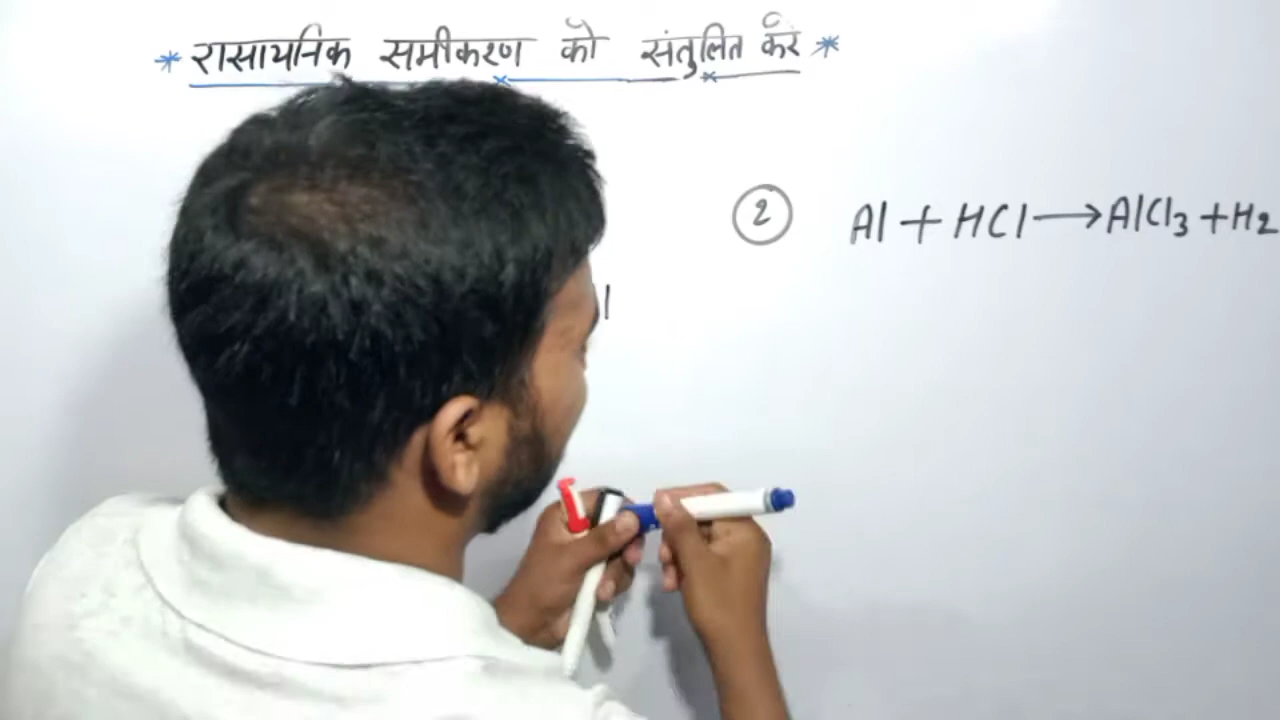 * रासायनिक समीकरण को संतुलित करें *
② Al + HCl → AlCl3 + H2